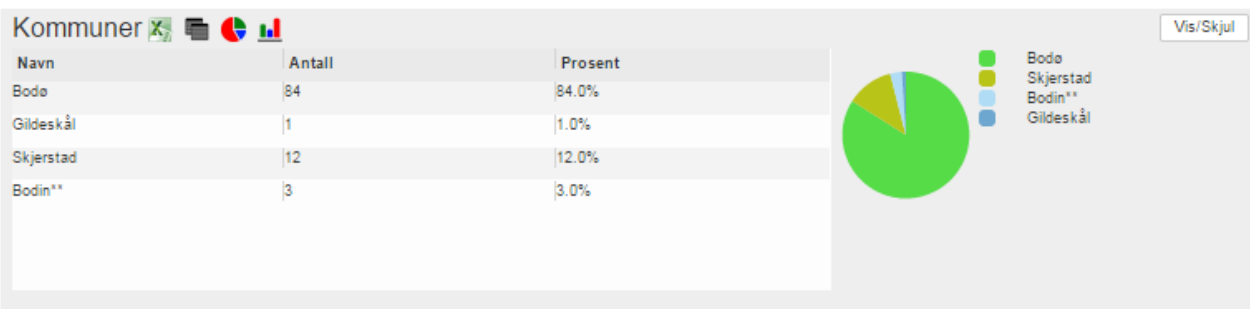 Kommuner
Vis/Skjul
Navn Antall Prosent
Bodø 84 84.0%
Gildeskål 1 1.0%
Skjerstad 12 12.0%
Bodin** 3 3.0%
Bodø
Skjerstad
Bodin**
Gildeskål